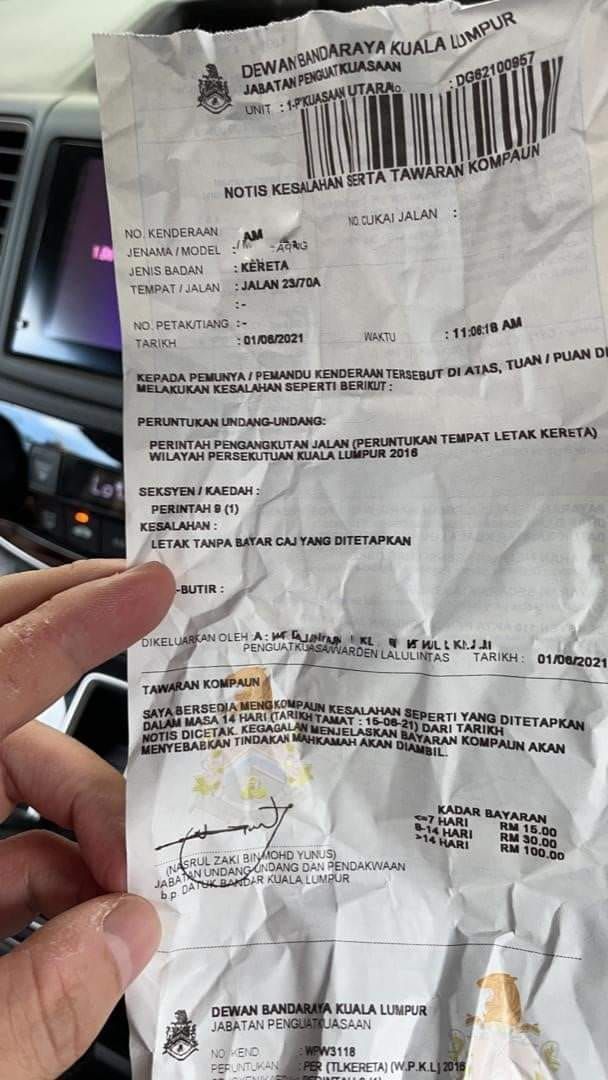 DEWAN BANDARAYA KUALA LUMPUR
JABATAN PENGUATKUASAAN
UNIT : 1-P'KUASAAN UTARA No. : DG62100957
NOTIS KESALAHAN SERTA TAWARAN KOMPAUN
NO. KENDERAAN : AM NO. CUKAI JALAN :
JENAMA / MODEL :
JENIS BADAN : KERETA
TEMPAT / JALAN : JALAN 23/70A
:-
NO. PETAK/TIANG :-
TARIKH : 01/06/2021 WAKTU : 11:06:18 AM
KEPADA PEMUNYA / PEMANDU KENDERAAN TERSEBUT DI ATAS, TUAN / PUAN DI
MELAKUKAN KESALAHAN SEPERTI BERIKUT :
PERUNTUKAN UNDANG-UNDANG:
PERINTAH PENGANGKUTAN JALAN (PERUNTUKAN TEMPAT LETAK KERETA)
WILAYAH PERSEKUTUAN KUALA LUMPUR 2016
SEKSYEN / KAEDAH :
PERINTAH 9 (1)
KESALAHAN :
LETAK TANPA BAYAR CAJ YANG DITETAPKAN
-BUTIR :
DIKELUARKAN OLEH
PENGUATKUASA/WARDEN LALULINTAS TARIKH : 01/06/2021
TAWARAN KOMPAUN
SAYA BERSEDIA MENGKOMPAUN KESALAHAN SEPERTI YANG DITETAPKAN
DALAM MASA 14 HARI (TARIKH TAMAT : 15-06-21) DARI TARIKH
NOTIS DICETAK. KEGAGALAN MENJELASKAN BAYARAN KOMPAUN AKAN
MENYEBABKAN TINDAKAN MAHKAMAH AKAN DIAMBIL.
KADAR BAYARAN
<=7 HARI RM 15.00
8-14 HARI RM 30.00
>14 HARI RM 100.00
(NASRUL ZAKI BIN MOHD YUNUS)
JABATAN UNDANG-UNDANG DAN PENDAKWAAN
b.p. DATUK BANDAR KUALA LUMPUR
DEWAN BANDARAYA KUALA LUMPUR
JABATAN PENGUATKUASAAN
NO KEND : WPW3118
PERUNTUKAN : PER (TLKERETA) (W.P.K.L) 2016